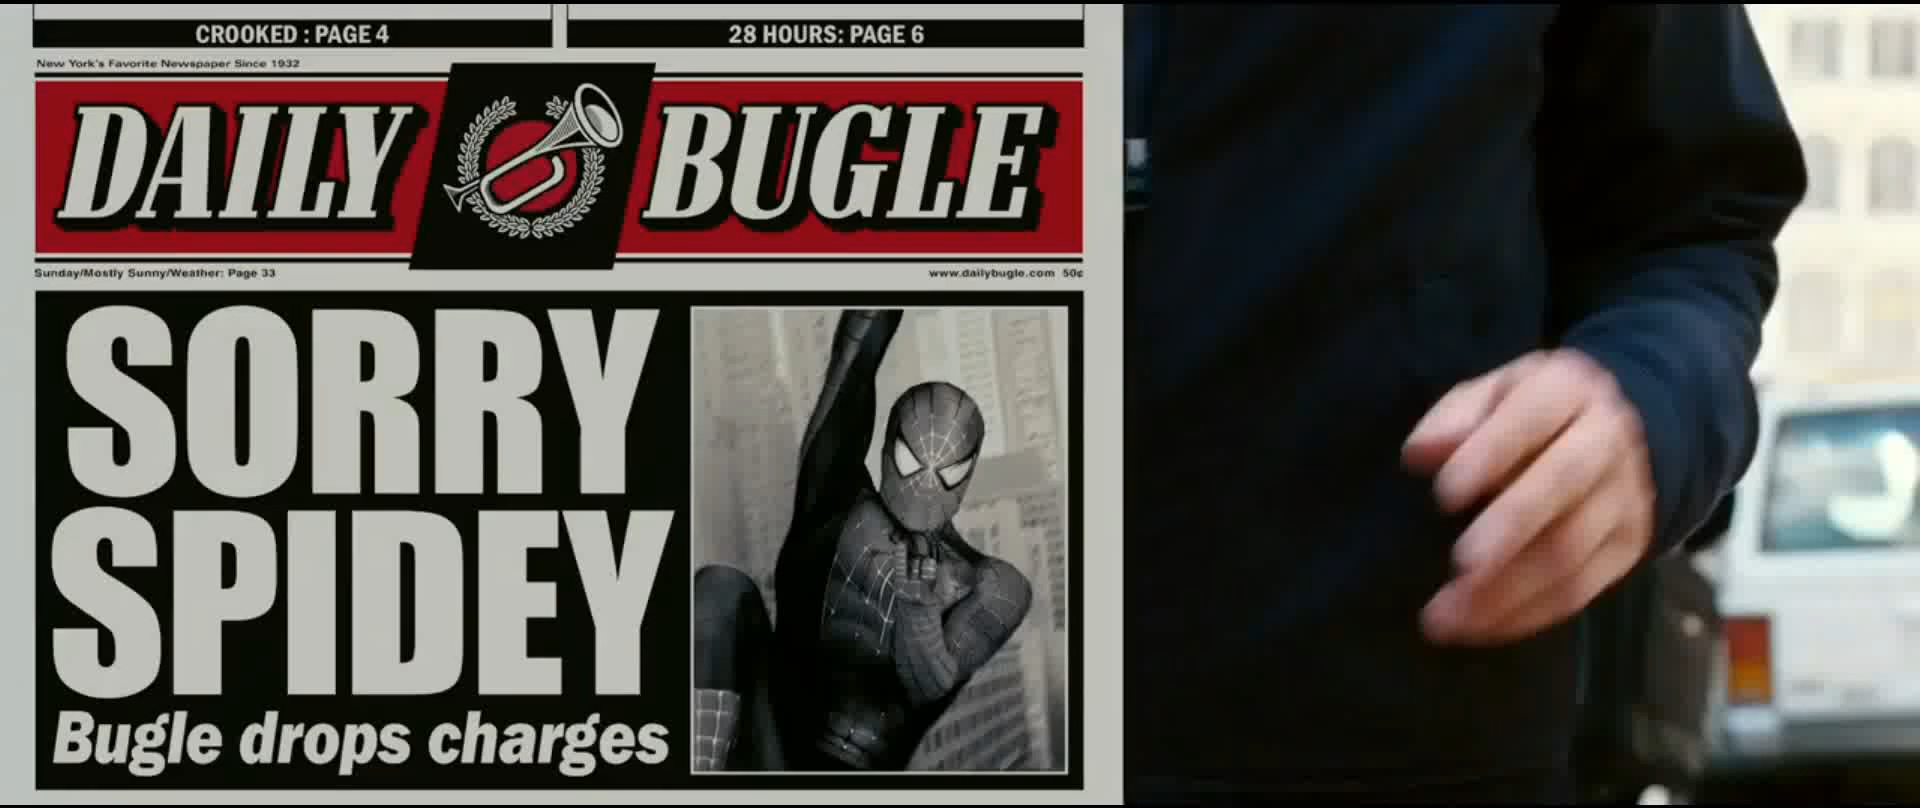 CROOKED : PAGE 4
28 HOURS: PAGE 6
New York's Favorite Newspaper Since 1932
DAILY BUGLE
Sunday/Mostly Sunny/Weather: Page 33
www.dailybugle.com 50¢
SORRY
SPIDEY
Bugle drops charges